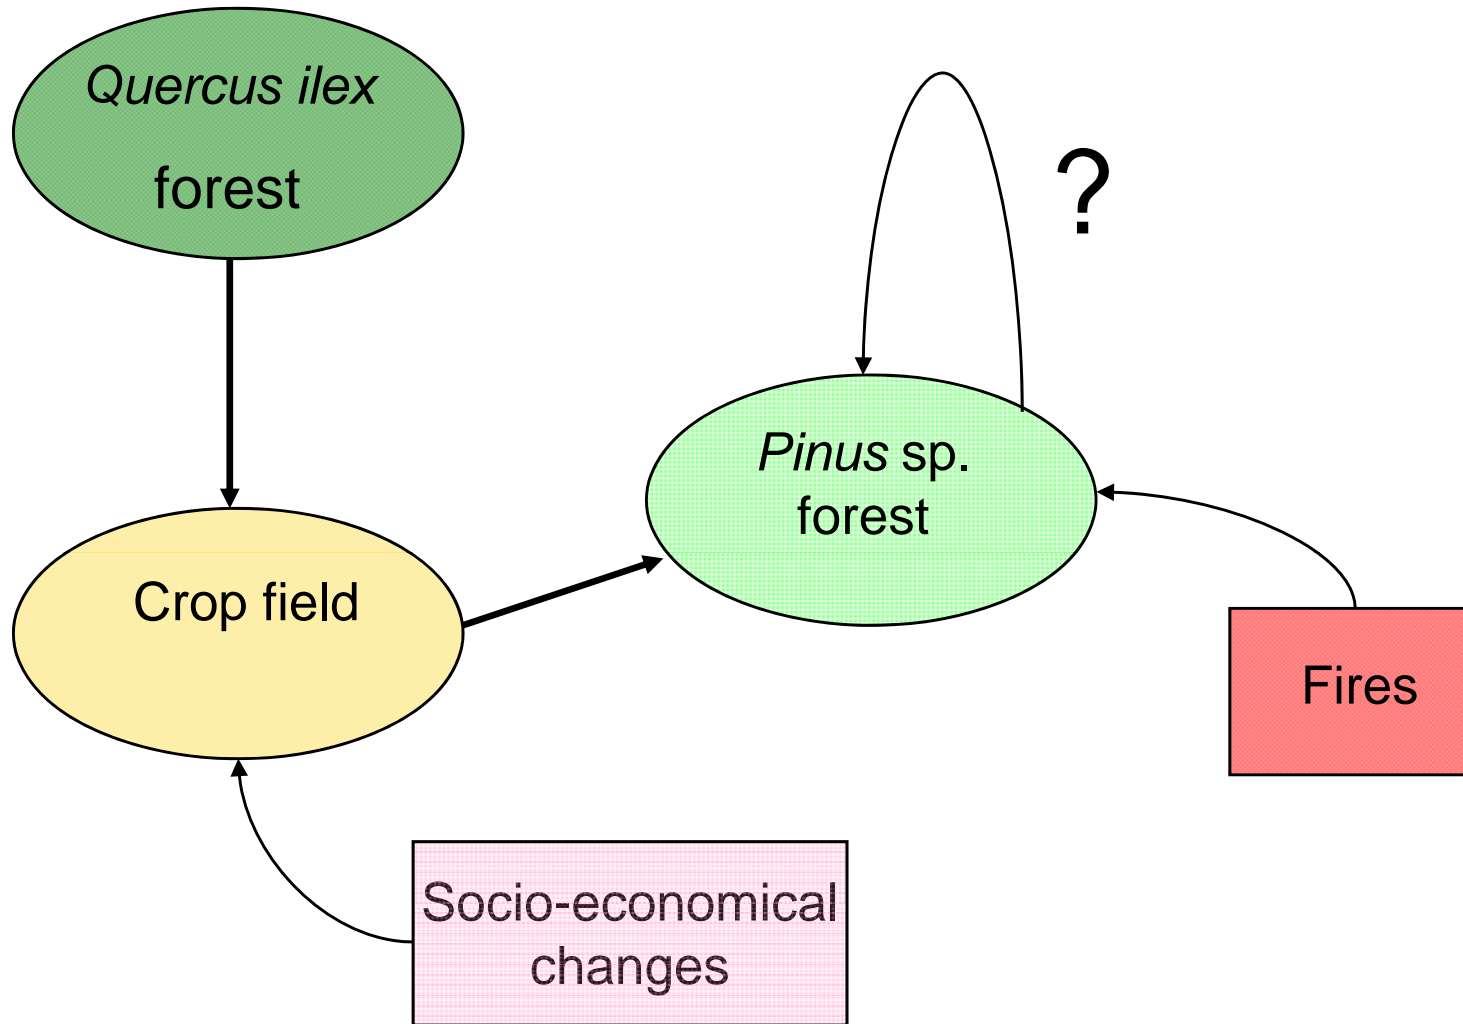 Quercus ilex
forest
?
Pinus sp.
forest
Crop field
Fires
Socio-economical
changes